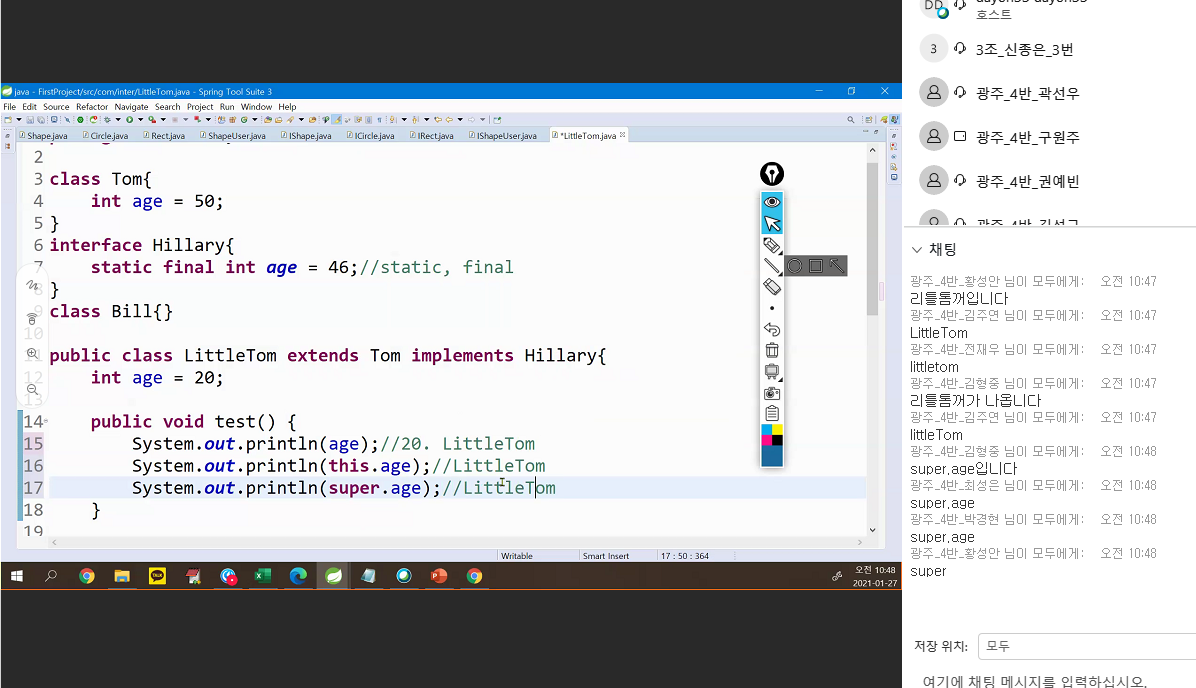 java - FirstProject/src/com/inter/LittleTom.java - Spring Tool Suite 3
File Edit Source Refactor Navigate Search Project Run Window Help
Shape.java Circle.java Rect.java ShapeUser.java IShape.java ICircle.java IRect.java IShapeUser.java *LittleTom.java
2
3 class Tom{
4 int age = 50;
5 }
6 interface Hillary{
7 static final int age = 46;//static, final
8 }
9 class Bill{}
10
11 public class LittleTom extends Tom implements Hillary{
12 int age = 20;
13
14 public void test() {
15 System.out.println(age);//20. LittleTom
16 System.out.println(this.age);//LittleTom
17 System.out.println(super.age);//LittleTom
18 }
19
Writable Smart Insert 17 : 50 : 364
오전 10:48
2021-01-27
DD
호스트
3 3조_신종은_3번
광주_4반_곽선우
광주_4반_구원주
광주_4반_권예빈
채팅
광주_4반_황성안 님이 모두에게: 오전 10:47
리틀톰꺼입니다
광주_4반_김주연 님이 모두에게: 오전 10:47
LittleTom
광주_4반_전재우 님이 모두에게: 오전 10:47
littletom
광주_4반_김형중 님이 모두에게: 오전 10:47
리틀톰꺼가 나옵니다
광주_4반_김주연 님이 모두에게: 오전 10:47
littleTom
광주_4반_김형중 님이 모두에게: 오전 10:48
super.age입니다
광주_4반_최성은 님이 모두에게: 오전 10:48
super.age
광주_4반_박경현 님이 모두에게: 오전 10:48
super.age
광주_4반_황성안 님이 모두에게: 오전 10:48
super
저장 위치: 모두
여기에 채팅 메시지를 입력하십시오.